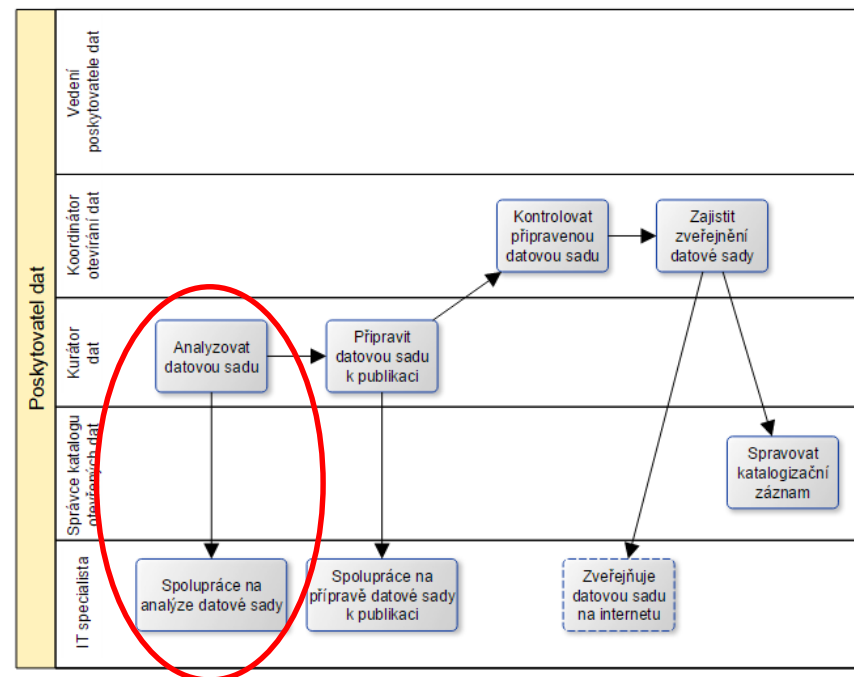 Poskytovatel dat
Vedení
poskytovatele dat
Koordinátor
otevírání dat
Kontrolovat
připravenou
datovou sadu
Zajistit
zveřejnění
datové sady
Kurátor
dat
Analyzovat
datovou sadu
Připravit
datovou sadu
k publikaci
Správce katalogu
otevřených dat
Spravovat
katalogizační
záznam
IT specialista
Spolupráce na
analýze datové sady
Spolupráce na
přípravě datové sady
k publikaci
Zveřejňuje
datovou sadu
na internetu